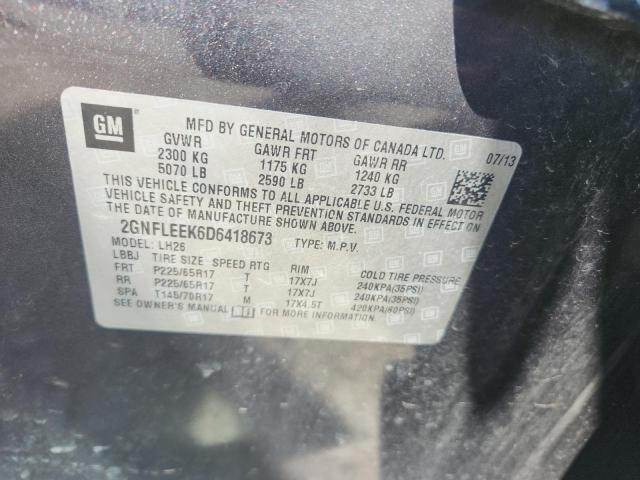 GM
MFD BY GENERAL MOTORS OF CANADA LTD. 07/13
GVWR GAWR FRT GAWR RR
2300 KG 1175 KG 1240 KG
5070 LB 2590 LB 2733 LB
THIS VEHICLE CONFORMS TO ALL APPLICABLE U.S. FEDERAL MOTOR
VEHICLE SAFETY AND THEFT PREVENTION STANDARDS IN EFFECT ON
THE DATE OF MANUFACTURE SHOWN ABOVE.
2GNFLEEK6D6418673 TYPE: M.P.V.
MODEL: LH26
LBBJ TIRE SIZE SPEED RTG RIM COLD TIRE PRESSURE
FRT P225/65R17 T 17X7J 240KPA(35PSI)
RR P225/65R17 T 17X7J 240KPA(35PSI)
SPA T145/70R17 M 17X4.5T 420KPA(60PSI)
SEE OWNER'S MANUAL FOR MORE INFORMATION.